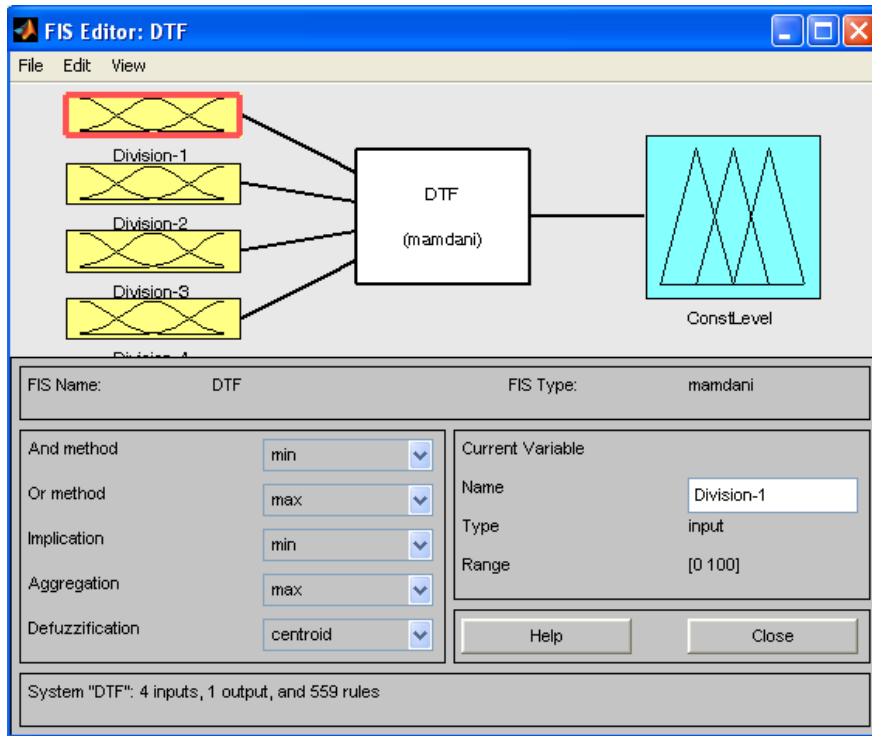 FIS Editor: DTF
File Edit View
Division-1
Division-2
Division-3
DTF
(mamdani)
ConstLevel
FIS Name: DTF FIS Type: mamdani
And method min
Or method max
Implication min
Aggregation max
Defuzzification centroid
Current Variable
Name Division-1
Type input
Range [0 100]
Help Close
System "DTF": 4 inputs, 1 output, and 559 rules